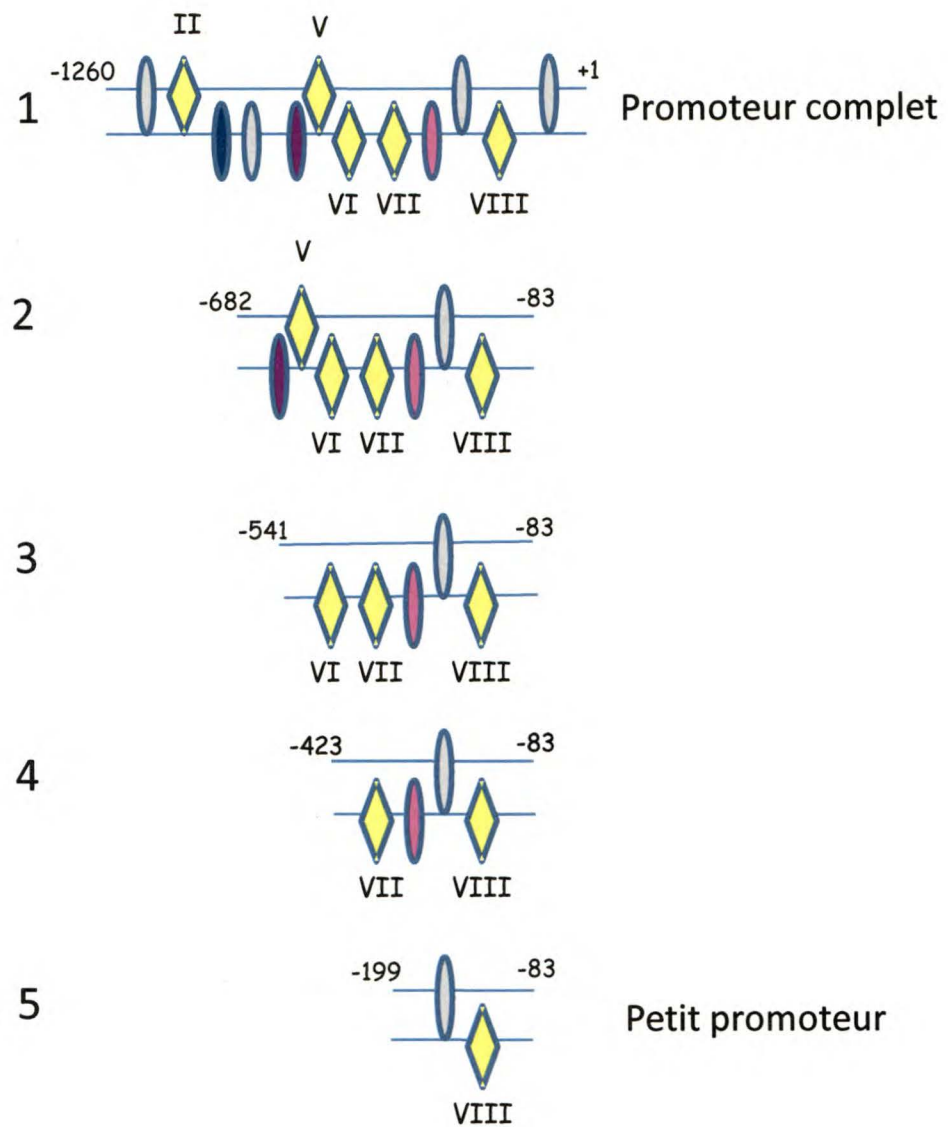 II V
-1260 +1
1 Promoteur complet
VI VII VIII
V
2 -682 -83
VI VII VIII
3 -541 -83
VI VII VIII
4 -423 -83
VII VIII
5 -199 -83
Petit promoteur
VIII